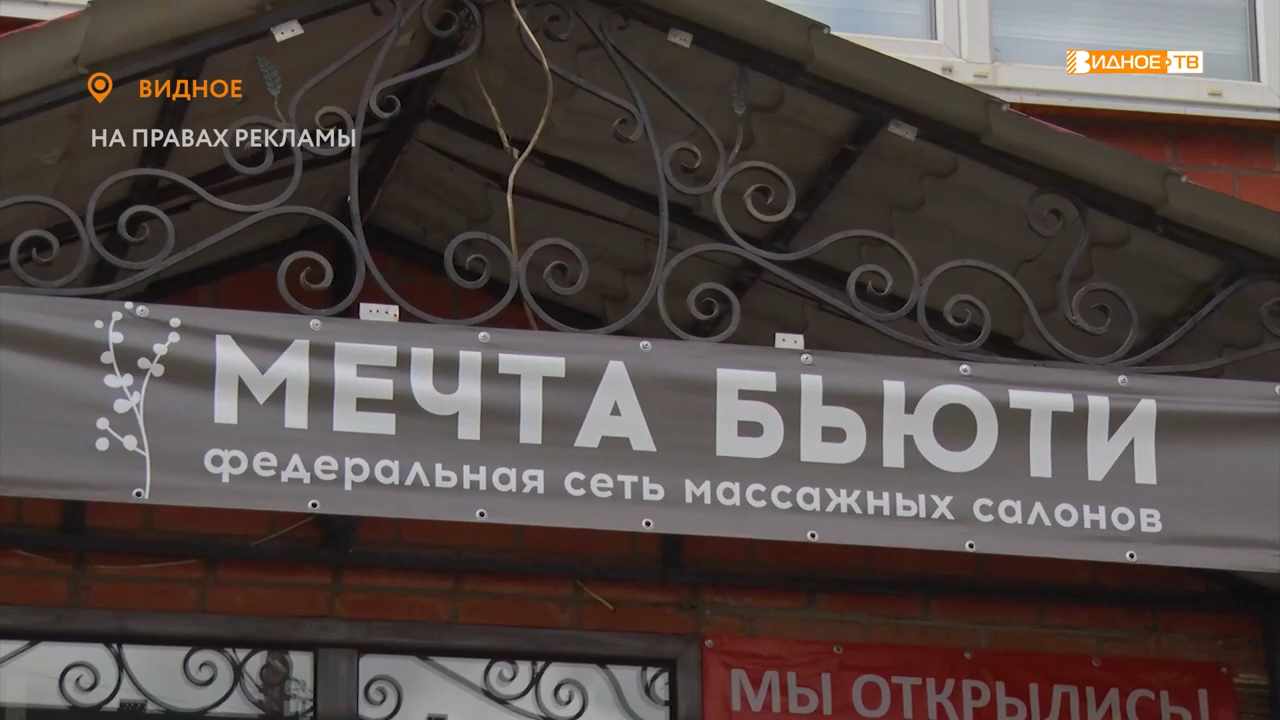 ВИДНОЕ
ВИДНОЕ ТВ
НА ПРАВАХ РЕКЛАМЫ
МЕЧТА БЬЮТИ
федеральная сеть массажных салонов
МЫ ОТКРЫЛИСЬ!